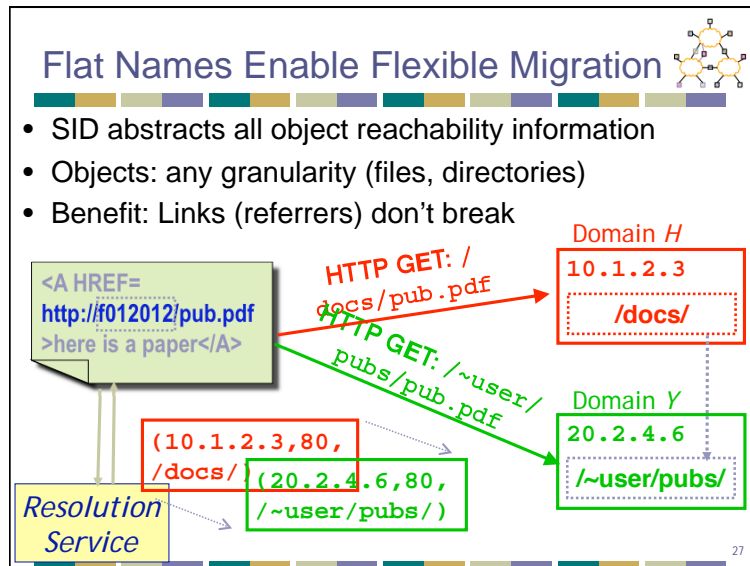 Flat Names Enable Flexible Migration
• SID abstracts all object reachability information
• Objects: any granularity (files, directories)
• Benefit: Links (referrers) don't break
<A HREF=
http://f012012/pub.pdf
>here is a paper</A>
HTTP GET: /
docs/pub.pdf
HTTP GET: /~user/
pubs/pub.pdf
Domain H
10.1.2.3
/docs/
Domain Y
20.2.4.6
/~user/pubs/
(10.1.2.3,80,
/docs/)
(20.2.4.6,80,
/~user/pubs/)
Resolution
Service
27